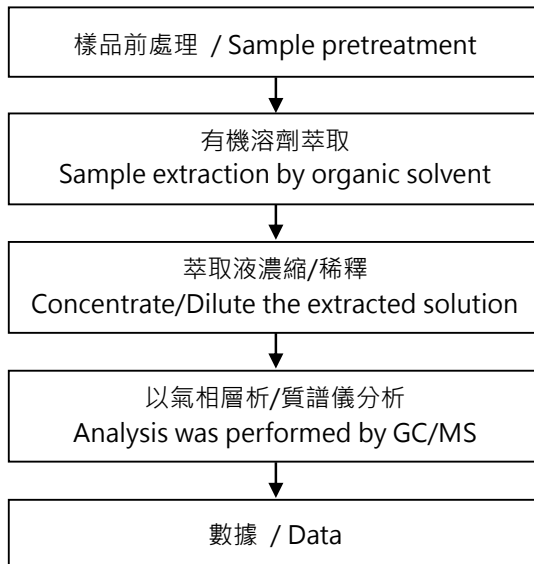 樣品前處理 / Sample pretreatment
有機溶劑萃取
Sample extraction by organic solvent
萃取液濃縮/稀釋
Concentrate/Dilute the extracted solution
以氣相層析/質譜儀分析
Analysis was performed by GC/MS
數據 / Data